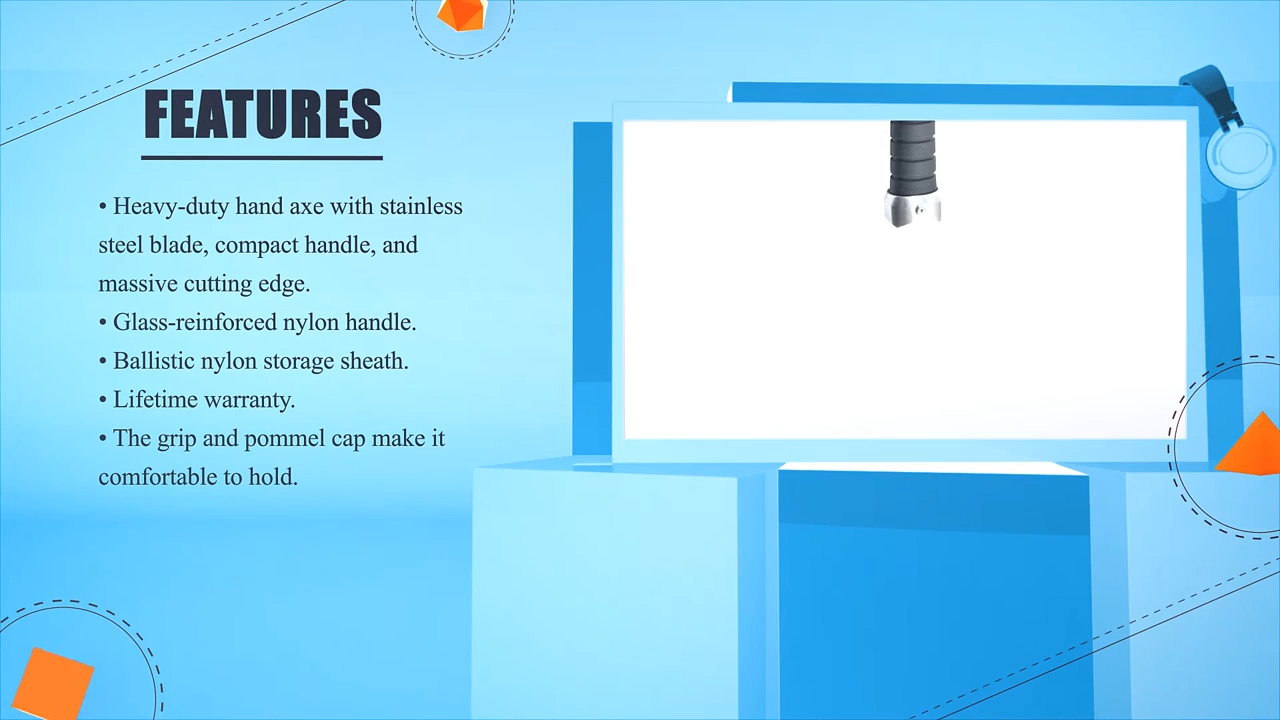 FEATURES
• Heavy-duty hand axe with stainless
steel blade, compact handle, and
massive cutting edge.
• Glass-reinforced nylon handle.
• Ballistic nylon storage sheath.
• Lifetime warranty.
• The grip and pommel cap make it
comfortable to hold.